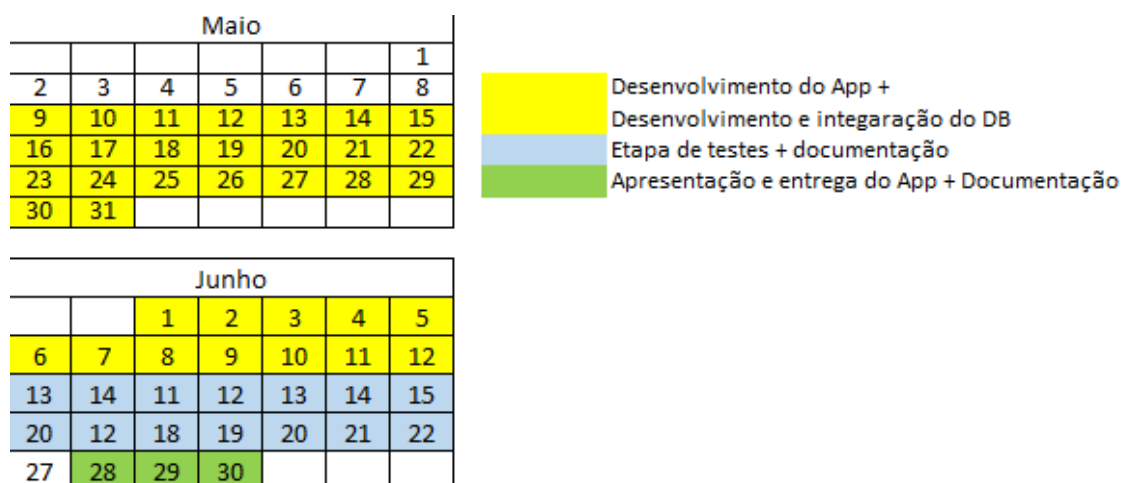 Maio
1
2 3 4 5 6 7 8
9 10 11 12 13 14 15
16 17 18 19 20 21 22
23 24 25 26 27 28 29
30 31
Desenvolvimento do App +
Desenvolvimento e integaração do DB
Etapa de testes + documentação
Apresentação e entrega do App + Documentação
Junho
1 2 3 4 5
6 7 8 9 10 11 12
13 14 11 12 13 14 15
20 12 18 19 20 21 22
27 28 29 30